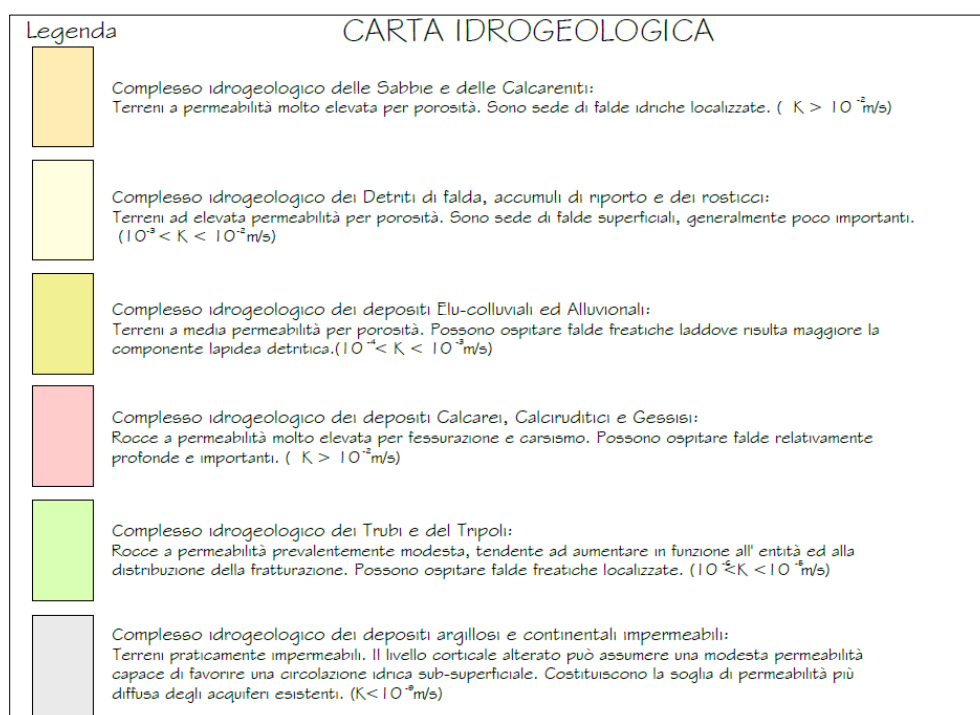 Legenda
CARTA IDROGEOLOGICA
Complesso idrogeologico delle Sabbie e delle Calcareniti:
Terreni a permeabilità molto elevata per porosità. Sono sede di falde idriche localizzate. ( K > 10⁻²m/s)
Complesso idrogeologico dei Detriti di falda, accumuli di riporto e dei rosticci:
Terreni ad elevata permeabilità per porosità. Sono sede di falde superficiali, generalmente poco importanti.
(10⁻³ < K < 10⁻²m/s)
Complesso idrogeologico dei depositi Elu-colluviali ed Alluvionali:
Terreni a media permeabilità per porosità. Possono ospitare falde freatiche laddove risulta maggiore la
componente lapidea detritica.(10⁻⁴< K < 10⁻³m/s)
Complesso idrogeologico dei depositi Calcarei, Calciruditici e Gessisi:
Rocce a permeabilità molto elevata per fessurazione e carsismo. Possono ospitare falde relativamente
profonde e importanti. ( K > 10⁻²m/s)
Complesso idrogeologico dei Trubi e del Tripoli:
Rocce a permeabilità prevalentemente modesta, tendente ad aumentare in funzione all' entità ed alla
distribuzione della fratturazione. Possono ospitare falde freatiche localizzate.
Complesso idrogeologico dei depositi argillosi e continentali impermeabili:
Terreni praticamente impermeabili. Il livello corticale alterato può assumere una modesta permeabilità
capace di favorire una circolazione idrica sub-superficiale. Costituiscono la soglia di permeabilità più
diffusa degli acquiferi esistenti. (K<10⁻⁹m/s)